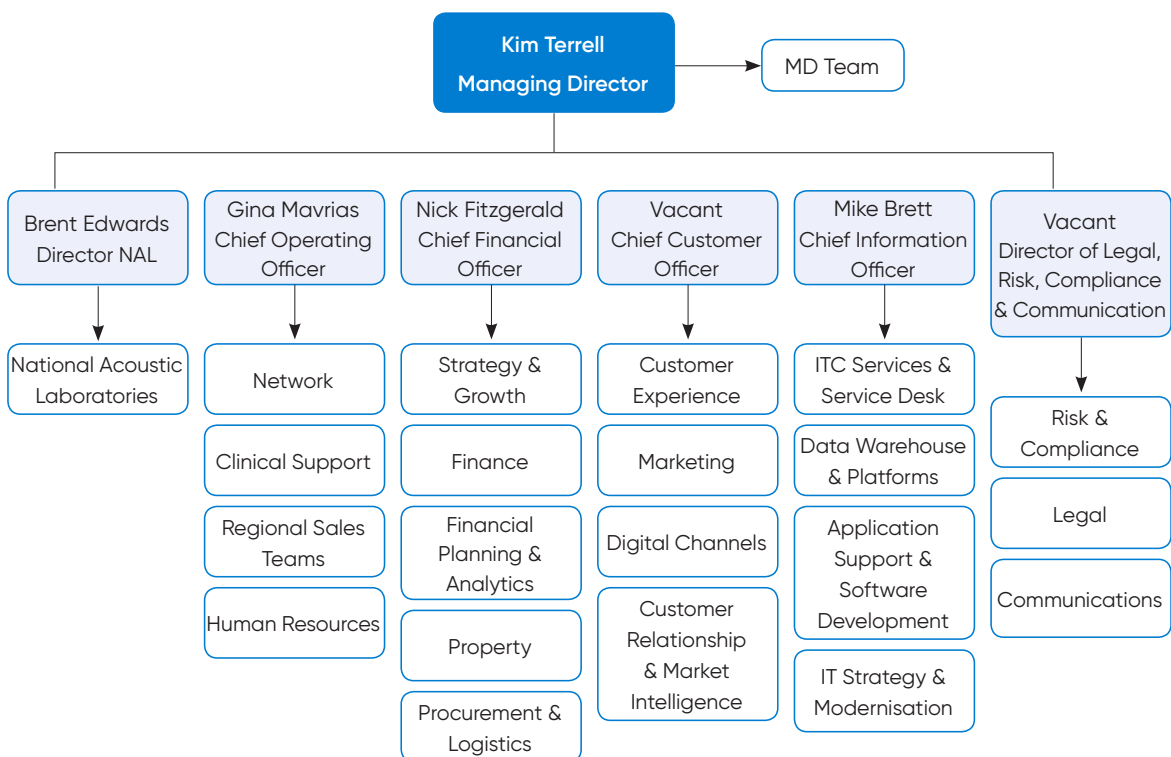 Kim Terrell
Managing Director
MD Team
Brent Edwards
Director NAL
Gina Mavrias
Chief Operating
Officer
Nick Fitzgerald
Chief Financial
Officer
Vacant
Chief Customer
Officer
Mike Brett
Chief Information
Officer
Vacant
Director of Legal,
Risk, Compliance
& Communication
National Acoustic
Laboratories
Network
Clinical Support
Regional Sales
Teams
Human Resources
Strategy &
Growth
Finance
Financial
Planning &
Analytics
Property
Procurement &
Logistics
Customer
Experience
Marketing
Digital Channels
Customer
Relationship
& Market
Intelligence
ITC Services &
Service Desk
Data Warehouse
& Platforms
Application
Support &
Software
Development
IT Strategy &
Modernisation
Risk &
Compliance
Legal
Communications